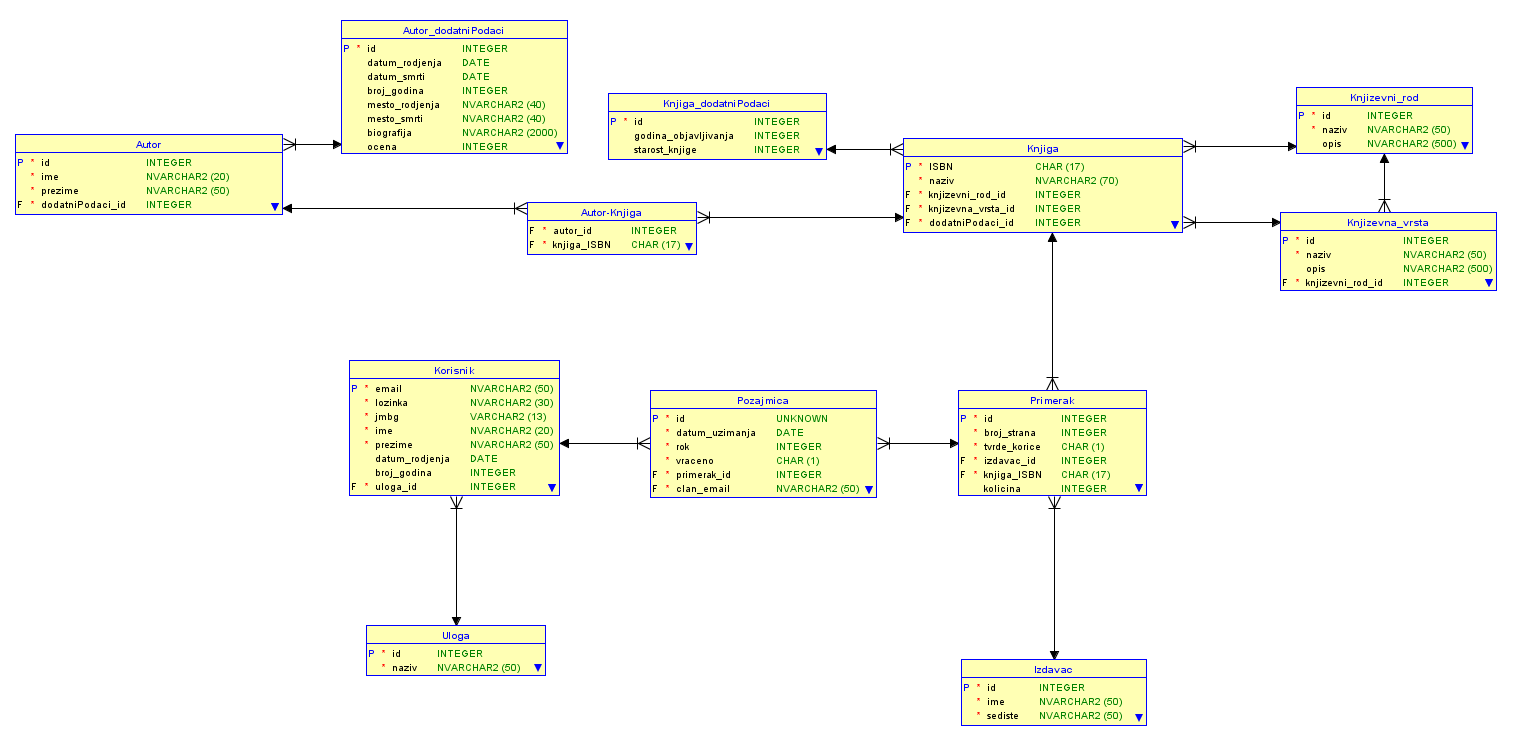 Autor_dodatniPodaci
P * id INTEGER
datum_rodjenja DATE
datum_smrti DATE
broj_godina INTEGER
mesto_rodjenja NVARCHAR2 (40)
mesto_smrti NVARCHAR2 (40)
biografija NVARCHAR2 (2000)
ocena INTEGER
Knjiga_dodatniPodaci
P * id INTEGER
godina_objavljivanja INTEGER
starost_knjige INTEGER
Knjizevni_rod
P * id INTEGER
* naziv NVARCHAR2 (50)
opis NVARCHAR2 (500)
Autor
P * id INTEGER
* ime NVARCHAR2 (20)
* prezime NVARCHAR2 (50)
F * dodatniPodaci_id INTEGER
Knjiga
P * ISBN CHAR (17)
* naziv NVARCHAR2 (70)
F * knjizevni_rod_id INTEGER
F * knjizevna_vrsta_id INTEGER
F * dodatniPodaci_id INTEGER
Autor-Knjiga
F * autor_id INTEGER
F * knjiga_ISBN CHAR (17)
Knjizevna_vrsta
P * id INTEGER
* naziv NVARCHAR2 (50)
opis NVARCHAR2 (500)
F * knjizevni_rod_id INTEGER
Korisnik
P * email NVARCHAR2 (50)
* lozinka NVARCHAR2 (30)
* jmbg VARCHAR2 (13)
* ime NVARCHAR2 (20)
* prezime NVARCHAR2 (50)
datum_rodjenja DATE
broj_godina INTEGER
F * uloga_id INTEGER
Pozajmica
P * id UNKNOWN
* datum_uzimanja DATE
* rok INTEGER
* vraceno CHAR (1)
F * primerak_id INTEGER
F * clan_email NVARCHAR2 (50)
Primerak
P * id INTEGER
* broj_strana INTEGER
* tvrde_korice CHAR (1)
F * izdavac_id INTEGER
F * knjiga_ISBN CHAR (17)
kolicina INTEGER
Uloga
P * id INTEGER
* naziv NVARCHAR2 (50)
Izdavac
P * id INTEGER
* ime NVARCHAR2 (50)
* sediste NVARCHAR2 (50)